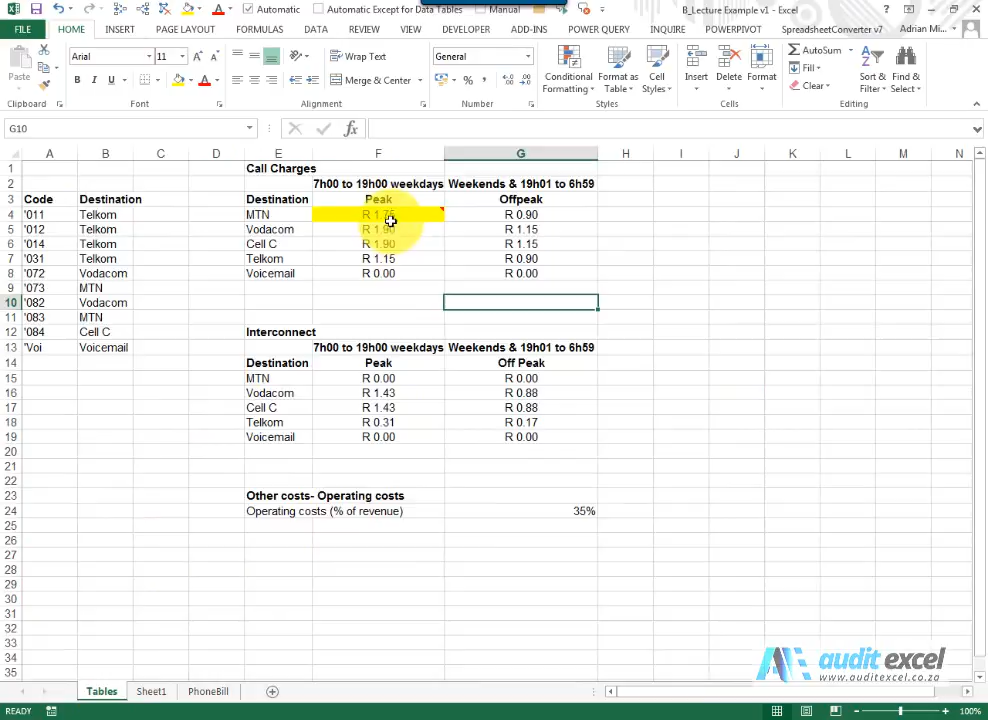 Automatic Automatic Except for Data Tables Manual B_Lecture Example v1 - Excel
FILE HOME INSERT PAGE LAYOUT FORMULAS DATA REVIEW VIEW DEVELOPER ADD-INS POWER QUERY INQUIRE POWERPIVOT SpreadsheetConverter v7 Adrian Mi...
Paste
Arial 11
B I U A
Wrap Text
Merge & Center
General
% ,
Conditional Formatting
Format as Table
Cell Styles
Insert Delete Format
AutoSum
Fill
Clear
Sort & Filter
Find & Select
Clipboard Font Alignment Number Styles Cells Editing
G10 fx
A B C D E F G H I J K L M N
1 Call Charges
2 7h00 to 19h00 weekdays Weekends & 19h01 to 6h59
3 Code Destination Destination Peak Offpeak
4 '011 Telkom MTN R 1.75 R 0.90
5 '012 Telkom Vodacom R 1.90 R 1.15
6 '014 Telkom Cell C R 1.90 R 1.15
7 '031 Telkom Telkom R 1.15 R 0.90
8 '072 Vodacom Voicemail R 0.00 R 0.00
9 '073 MTN
10 '082 Vodacom
11 '083 MTN
12 '084 Cell C Interconnect
13 'Voi Voicemail 7h00 to 19h00 weekdays Weekends & 19h01 to 6h59
14 Destination Peak Off Peak
15 MTN R 0.00 R 0.00
16 Vodacom R 1.43 R 0.88
17 Cell C R 1.43 R 0.88
18 Telkom R 0.31 R 0.17
19 Voicemail R 0.00 R 0.00
20
21
22
23 Other costs- Operating costs
24 Operating costs (% of revenue) 35%
25
26
27
28
29
30
31
32
33
34
35
audit excel
www.auditexcel.co.za
Tables Sheet1 PhoneBill
READY 100%